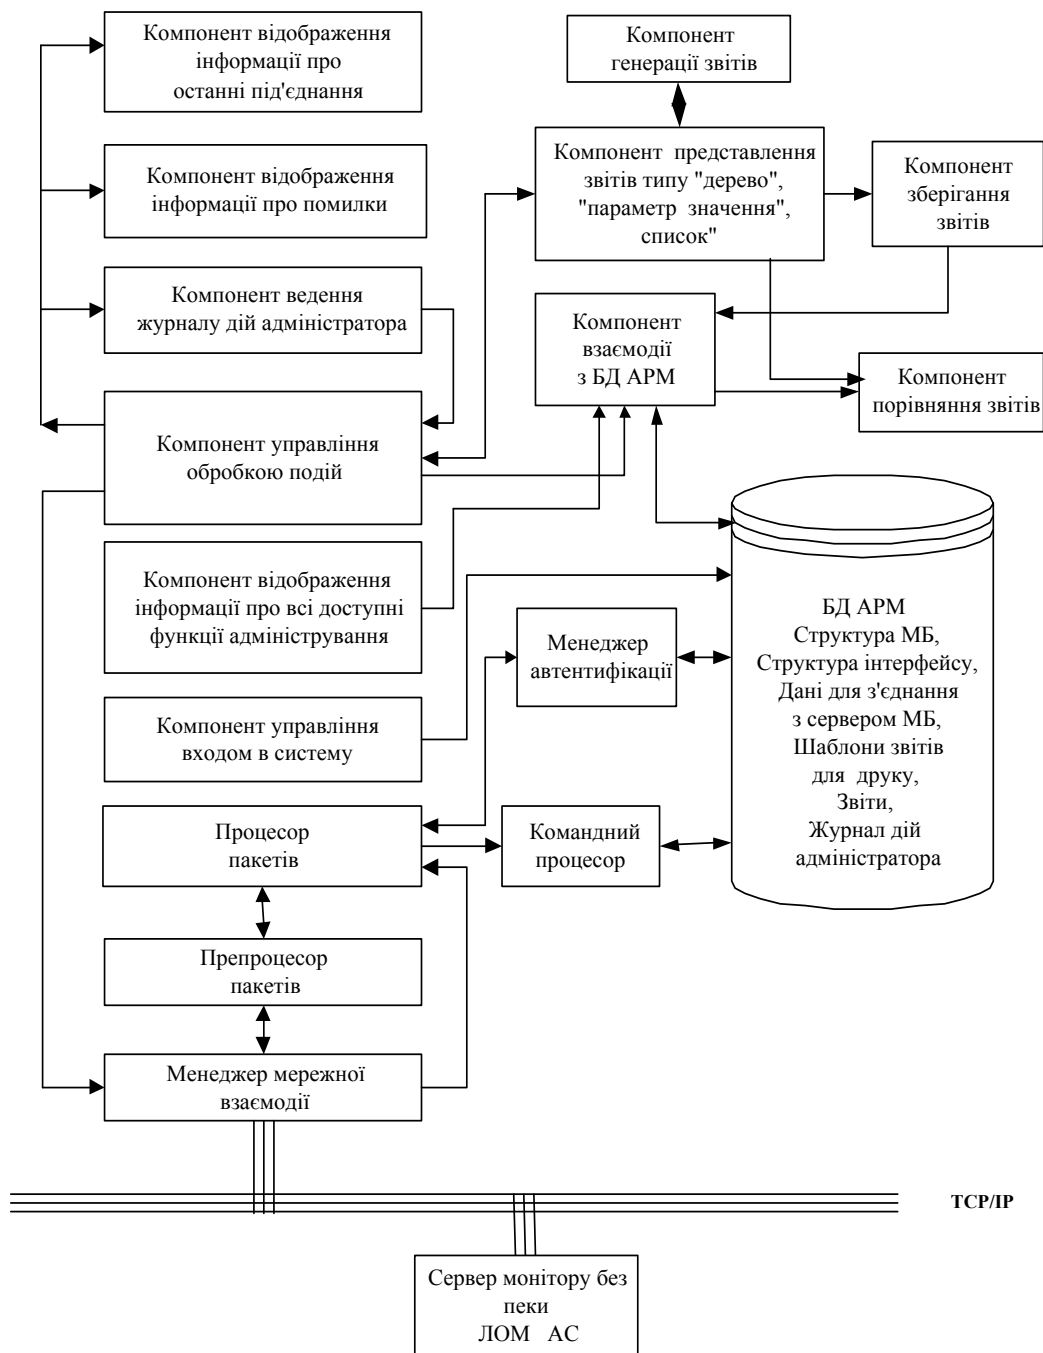 Компонент відображення
інформації про
останні під'єднання
Компонент
генерації звітів
Компонент відображення
інформації про помилки
Компонент представлення
звітів типу "дерево",
"параметр значення",
список"
Компонент
зберігання
звітів
Компонент ведення
журналу дій адміністратора
Компонент
взаємодії
з БД АРМ
Компонент
порівняння звітів
Компонент управління
обробкою подій
Компонент відображення
інформації про всі доступні
функції адміністрування
Менеджер
автентифікації
БД АРМ
Структура МБ,
Структура інтерфейсу,
Дані для з'єднання
з сервером МБ,
Шаблони звітів
для друку,
Звіти,
Журнал дій
адміністратора
Компонент управління
входом в систему
Процесор
пакетів
Командний
процесор
Препроцесор
пакетів
Менеджер мережної
взаємодії
TCP/IP
Сервер монітору без
пеки
ЛОМ АС